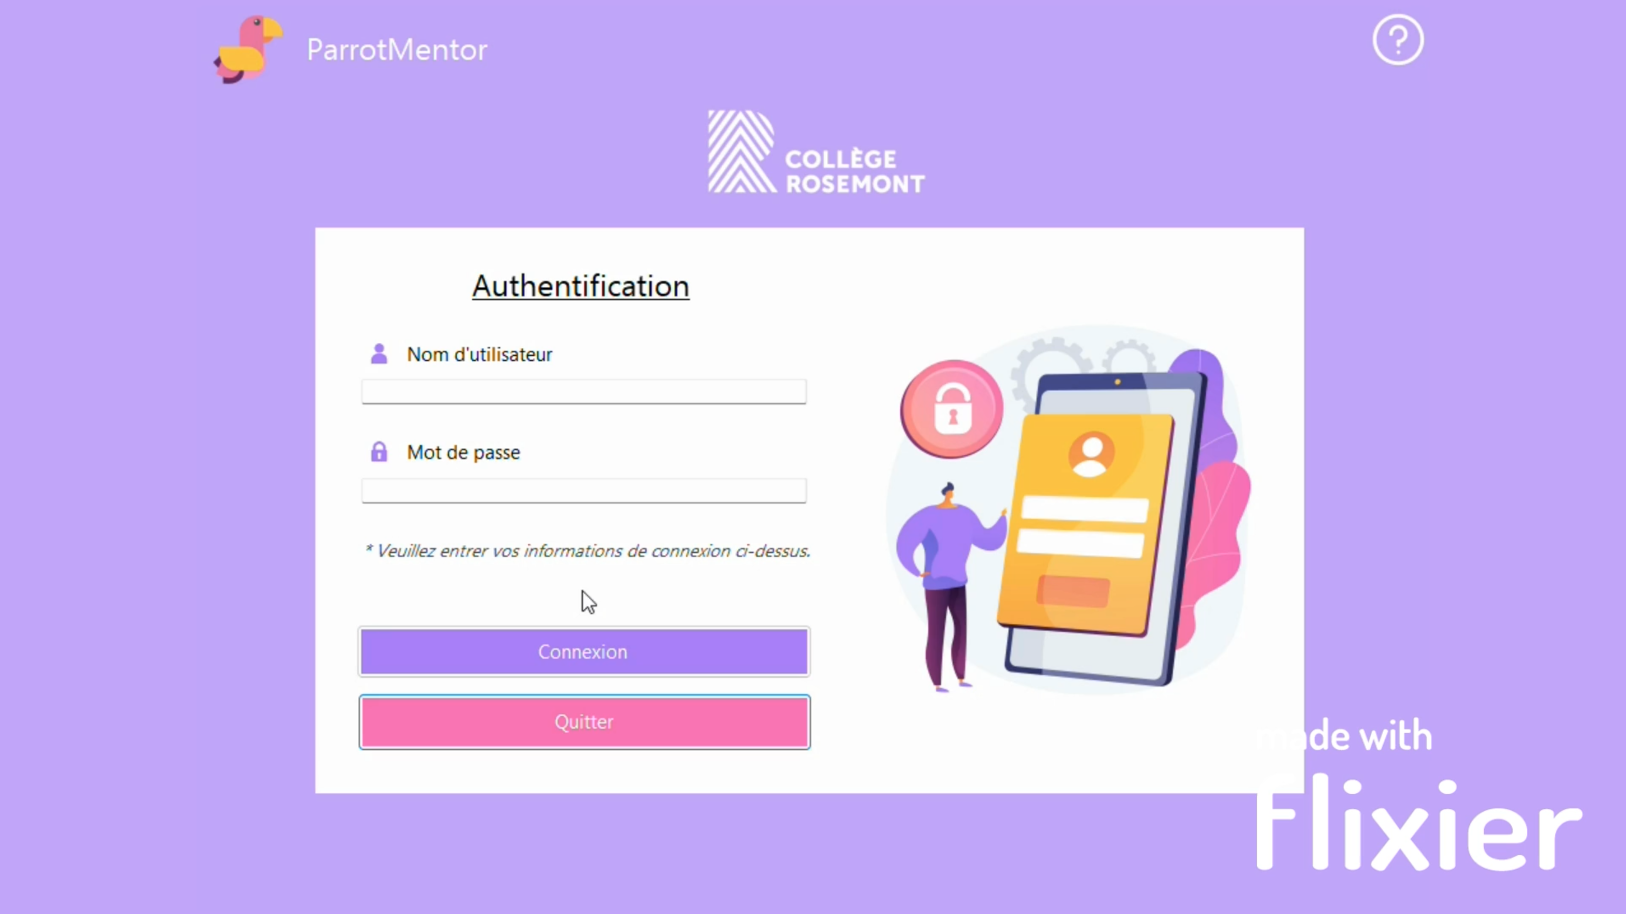 ParrotMentor
?
COLLÈGE
ROSEMONT
Authentification
Nom d'utilisateur
Mot de passe
* Veuillez entrer vos informations de connexion ci-dessus.
Connexion
Quitter
made with
flixier